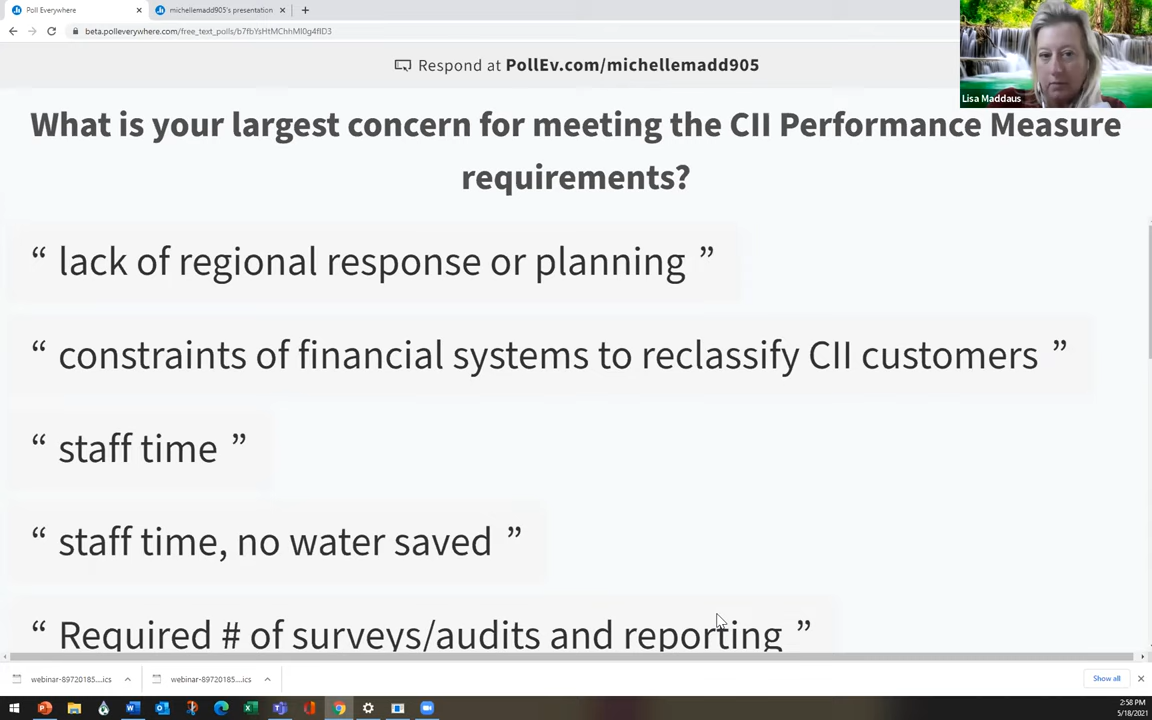 Poll Everywhere
michellemadd905's presentation
beta.polleverywhere.com/free_text_polls/b7fbYsHtMChhMl0g4flD3
Lisa Maddaus
Respond at PollEv.com/michellemadd905
What is your largest concern for meeting the CII Performance Measure
requirements?
“ lack of regional response or planning ”
“ constraints of financial systems to reclassify CII customers ”
“ staff time ”
“ staff time, no water saved ”
“ Required # of surveys/audits and reporting ”
webinar-89720185....ics
webinar-89720185....ics
Show all
2:58 PM
5/18/2021